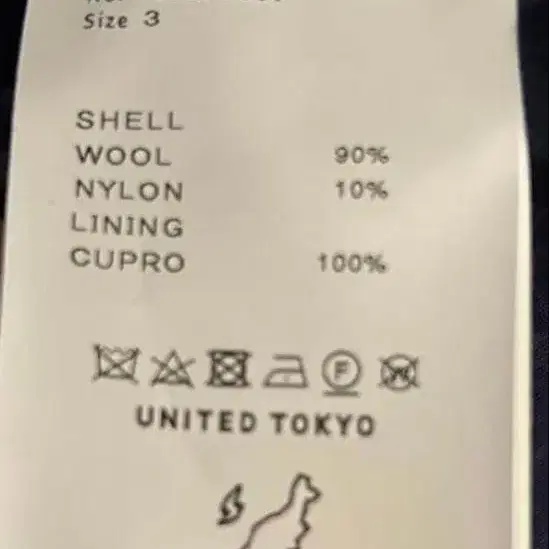 Size 3
SHELL
WOOL 90%
NYLON 10%
LINING
CUPRO 100%
F W
UNITED TOKYO